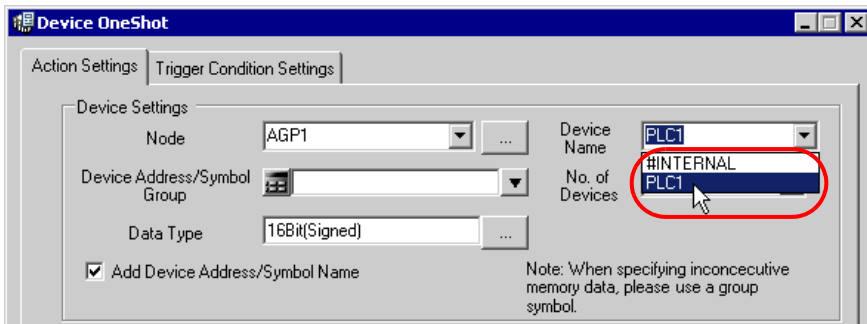 Device OneShot
Action Settings
Trigger Condition Settings
Device Settings
Node
AGP1
...
Device
Name
PLC1
#INTERNAL
PLC1
Device Address/Symbol
Group
No. of
Devices
Data Type
16Bit(Signed)
...
Add Device Address/Symbol Name
Note: When specifying inconcecutive
memory data, please use a group
symbol.